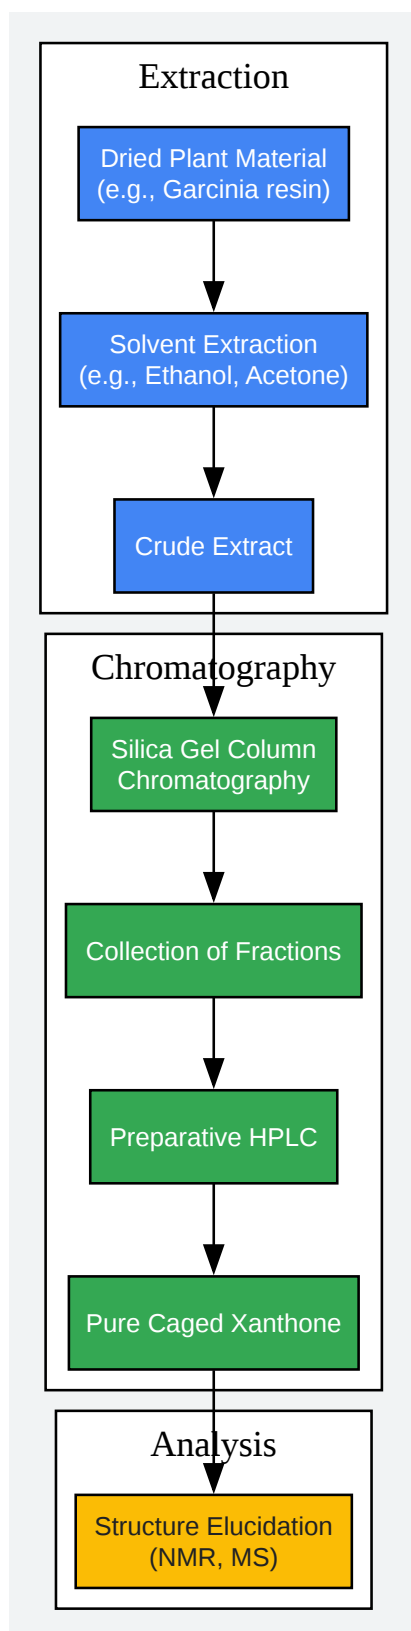 Extraction
Dried Plant Material
(e.g., Garcinia resin)
Solvent Extraction
(e.g., Ethanol, Acetone)
Crude Extract
Chromatography
Silica Gel Column
Chromatography
Collection of Fractions
Preparative HPLC
Pure Caged Xanthone
Analysis
Structure Elucidation
(NMR, MS)